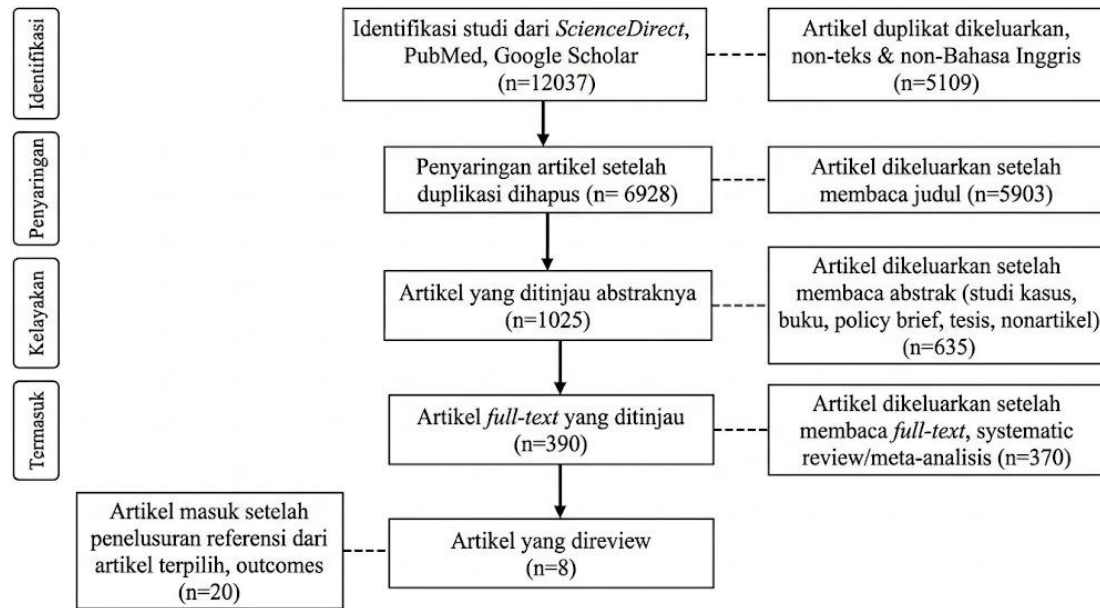 Identifikasi
Identifikasi studi dari ScienceDirect,
PubMed, Google Scholar
(n=12037)
Artikel duplikat dikeluarkan,
non-teks & non-Bahasa Inggris
(n=5109)
Penyaringan
Penyaringan artikel setelah
duplikasi dihapus (n= 6928)
Artikel dikeluarkan setelah
membaca judul (n=5903)
Kelayakan
Artikel yang ditinjau abstraknya
(n=1025)
Artikel dikeluarkan setelah
membaca abstrak (studi kasus,
buku, policy brief, tesis, nonartikel)
(n=635)
Termasuk
Artikel full-text yang ditinjau
(n=390)
Artikel dikeluarkan setelah
membaca full-text, systematic
review/meta-analisis (n=370)
Artikel masuk setelah
penelusuran referensi dari
artikel terpilih, outcomes
(n=20)
Artikel yang direview
(n=8)